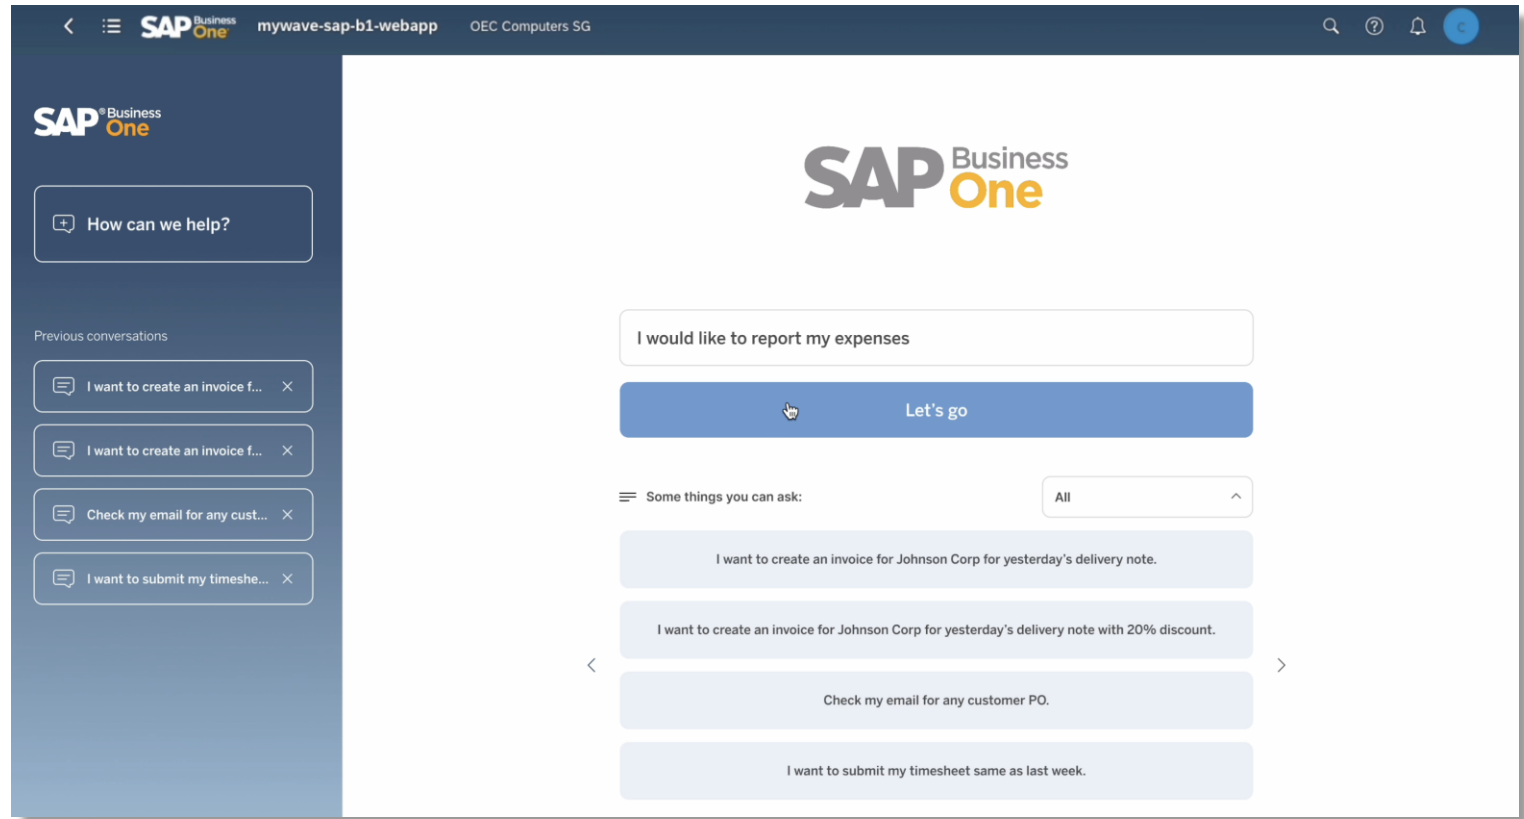 SAP Business One mywave-sap-b1-webapp OEC Computers SG C
SAP® Business One
How can we help?
Previous conversations
I want to create an invoice f...
I want to create an invoice f...
Check my email for any cust...
I want to submit my timeshe...
SAP Business One
I would like to report my expenses
Let's go
Some things you can ask: All
I want to create an invoice for Johnson Corp for yesterday's delivery note.
I want to create an invoice for Johnson Corp for yesterday's delivery note with 20% discount.
Check my email for any customer PO.
I want to submit my timesheet same as last week.